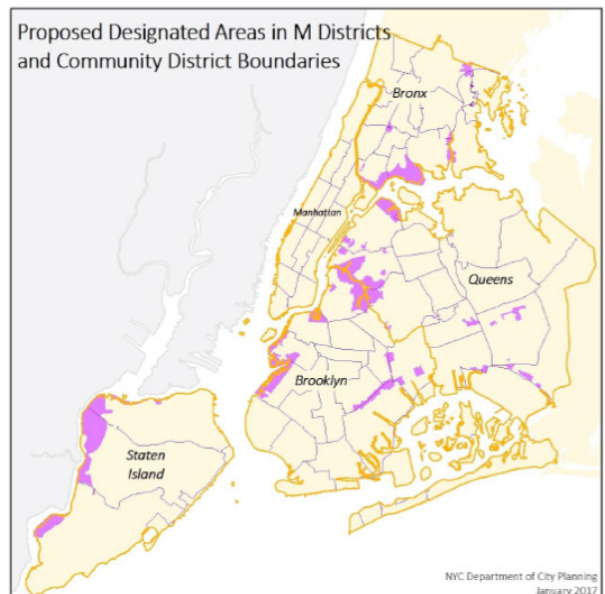 Proposed Designated Areas in M Districts
and Community District Boundaries
Bronx
Manhattan
Queens
Brooklyn
Staten
Island
NYC Department of City Planning
January 2017